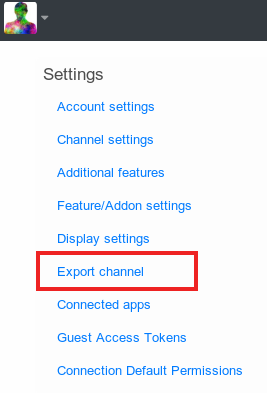 Settings
Account settings
Channel settings
Additional features
Feature/Addon settings
Display settings
Export channel
Connected apps
Guest Access Tokens
Connection Default Permissions